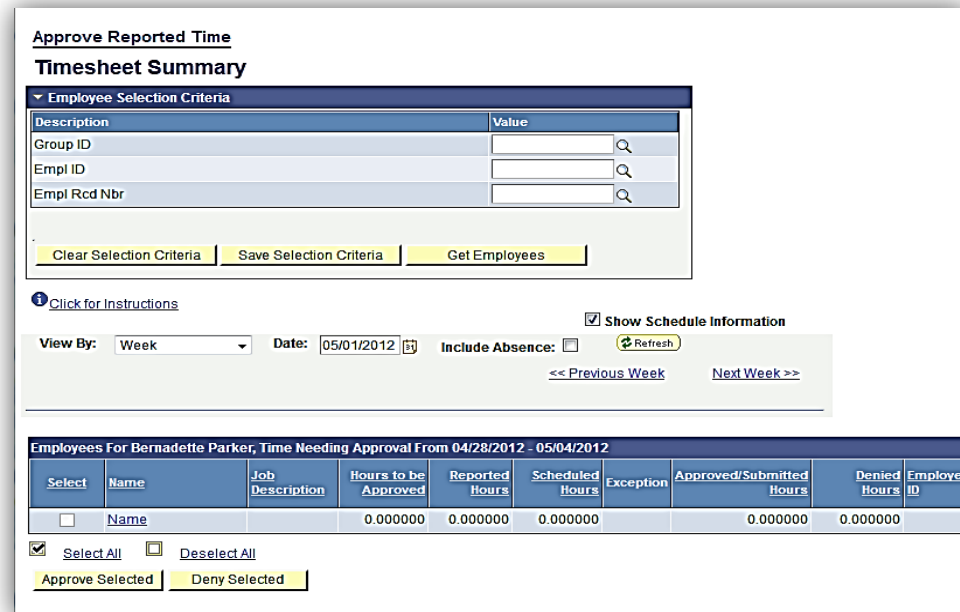 Approve Reported Time
Timesheet Summary
Employee Selection Criteria
Description Value
Group ID
Empl ID
Empl Rcd Nbr
.
Clear Selection Criteria Save Selection Criteria Get Employees
Click for Instructions
Show Schedule Information
View By: Week Date: 05/01/2012 31 Include Absence: Refresh
<< Previous Week Next Week >>
Employees For Bernadette Parker, Time Needing Approval From 04/28/2012 - 05/04/2012
Select Name Job Description Hours to be Approved Reported Hours Scheduled Hours Exception Approved/Submitted Hours Denied Hours Employe ID
Name 0.000000 0.000000 0.000000 0.000000 0.000000
Select All Deselect All
Approve Selected Deny Selected